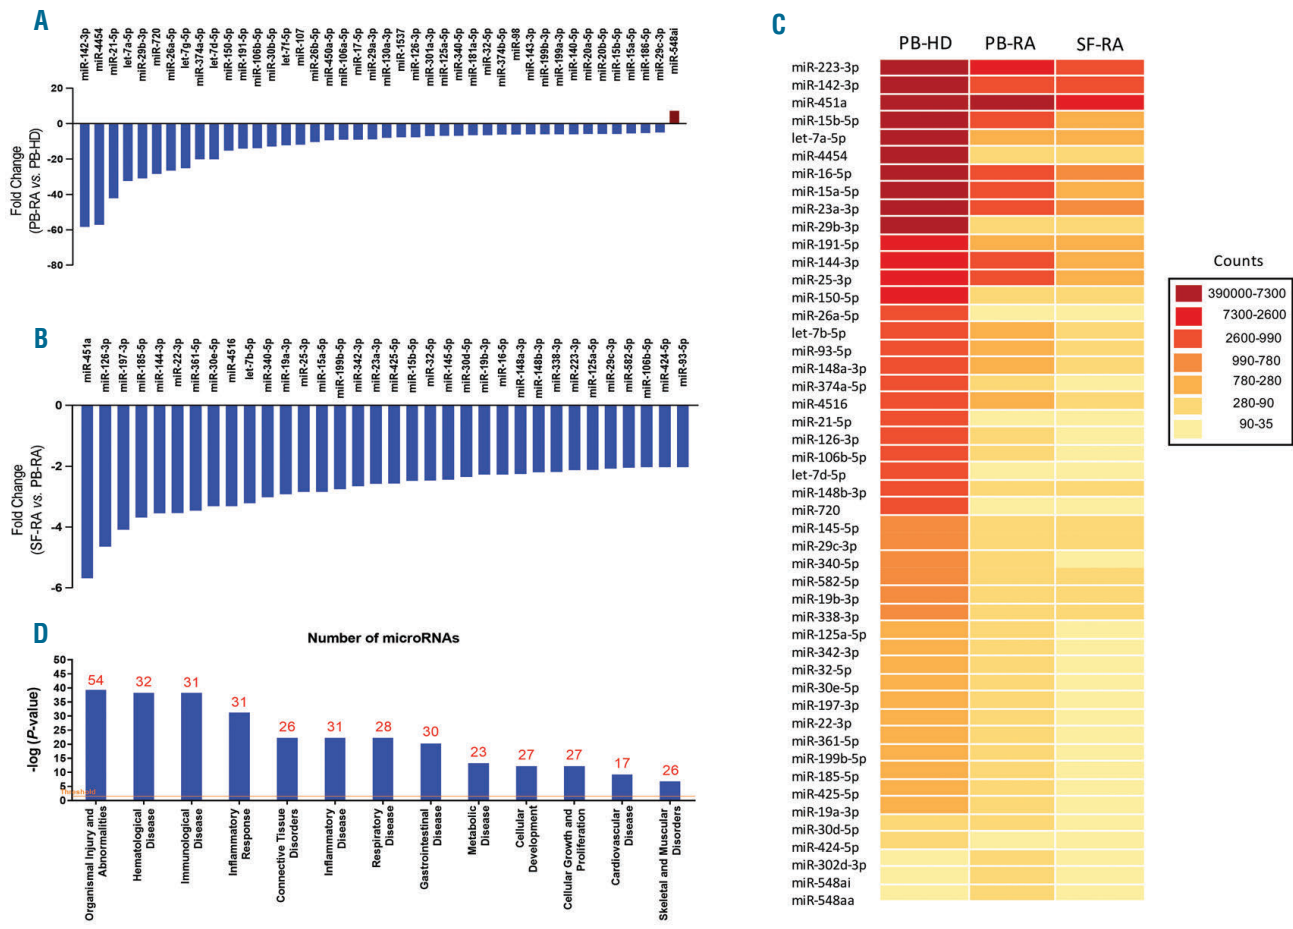 A
miR-142-3p
miR-4454
miR-21-5p
let-7a-5p
miR-29b-3p
miR-720
miR-26a-5p
let-7g-5p
miR-374a-5p
let-7d-5p
miR-150-5p
miR-191-5p
miR-106b-5p
miR-30b-5p
let-7f-5p
miR-107
miR-26b-5p
miR-450a-5p
miR-106a-5p
miR-17-5p
miR-29a-3p
miR-130a-3p
miR-1537
miR-126-3p
miR-301a-3p
miR-125a-5p
miR-340-5p
miR-181a-5p
miR-32-5p
miR-374b-5p
miR-98
miR-143-3p
miR-199b-3p
miR-199a-3p
miR-140-5p
miR-20a-5p
miR-20b-5p
miR-15b-5p
miR-15a-5p
miR-186-5p
miR-29c-3p
miR-548ai
20
0
-20
-40
-60
-80
Fold Change
(PB-RA vs. PB-HD)
B
miR-451a
miR-126-3p
miR-197-3p
miR-185-5p
miR-144-3p
miR-22-3p
miR-361-5p
miR-30e-5p
miR-4516
let-7b-5p
miR-340-5p
miR-19a-3p
miR-25-3p
miR-15a-5p
miR-199b-5p
miR-342-3p
miR-23a-3p
miR-425-5p
miR-15b-5p
miR-32-5p
miR-145-5p
miR-30d-5p
miR-19b-3p
miR-16-5p
miR-148a-3p
miR-148b-3p
miR-338-3p
miR-223-3p
miR-125a-5p
miR-29c-3p
miR-582-5p
miR-106b-5p
miR-424-5p
miR-93-5p
0
-2
-4
-6
Fold Change
(SF-RA vs. PB-RA)
D
Number of microRNAs
50
45
40
35
30
25
20
15
10
5
0
-log (P-value)
Threshold
54
32
31
31
26
31
28
30
23
27
27
17
26
Organismal Injury and
Abnormalities
Hematological
Disease
Immunological
Disease
Inflammatory
Response
Connective Tissue
Disorders
Inflammatory
Disease
Respiratory
Disease
Gastrointestinal
Disease
Metabolic
Disease
Cellular
Development
Cellular Growth and
Proliferation
Cardiovascular
Disease
Skeletal and Muscular
Disorders
C
PB-HD PB-RA SF-RA
miR-223-3p
miR-142-3p
miR-451a
miR-15b-5p
let-7a-5p
miR-4454
miR-16-5p
miR-15a-5p
miR-23a-3p
miR-29b-3p
miR-191-5p
miR-144-3p
miR-25-3p
miR-150-5p
miR-26a-5p
let-7b-5p
miR-93-5p
miR-148a-3p
miR-374a-5p
miR-4516
miR-21-5p
miR-126-3p
miR-106b-5p
let-7d-5p
miR-148b-3p
miR-720
miR-145-5p
miR-29c-3p
miR-340-5p
miR-582-5p
miR-19b-3p
miR-338-3p
miR-125a-5p
miR-342-3p
miR-32-5p
miR-30e-5p
miR-197-3p
miR-22-3p
miR-361-5p
miR-199b-5p
miR-185-5p
miR-425-5p
miR-19a-3p
miR-30d-5p
miR-424-5p
miR-302d-3p
miR-548ai
miR-548aa
Counts
390000-7300
7300-2600
2600-990
990-780
780-280
280-90
90-35